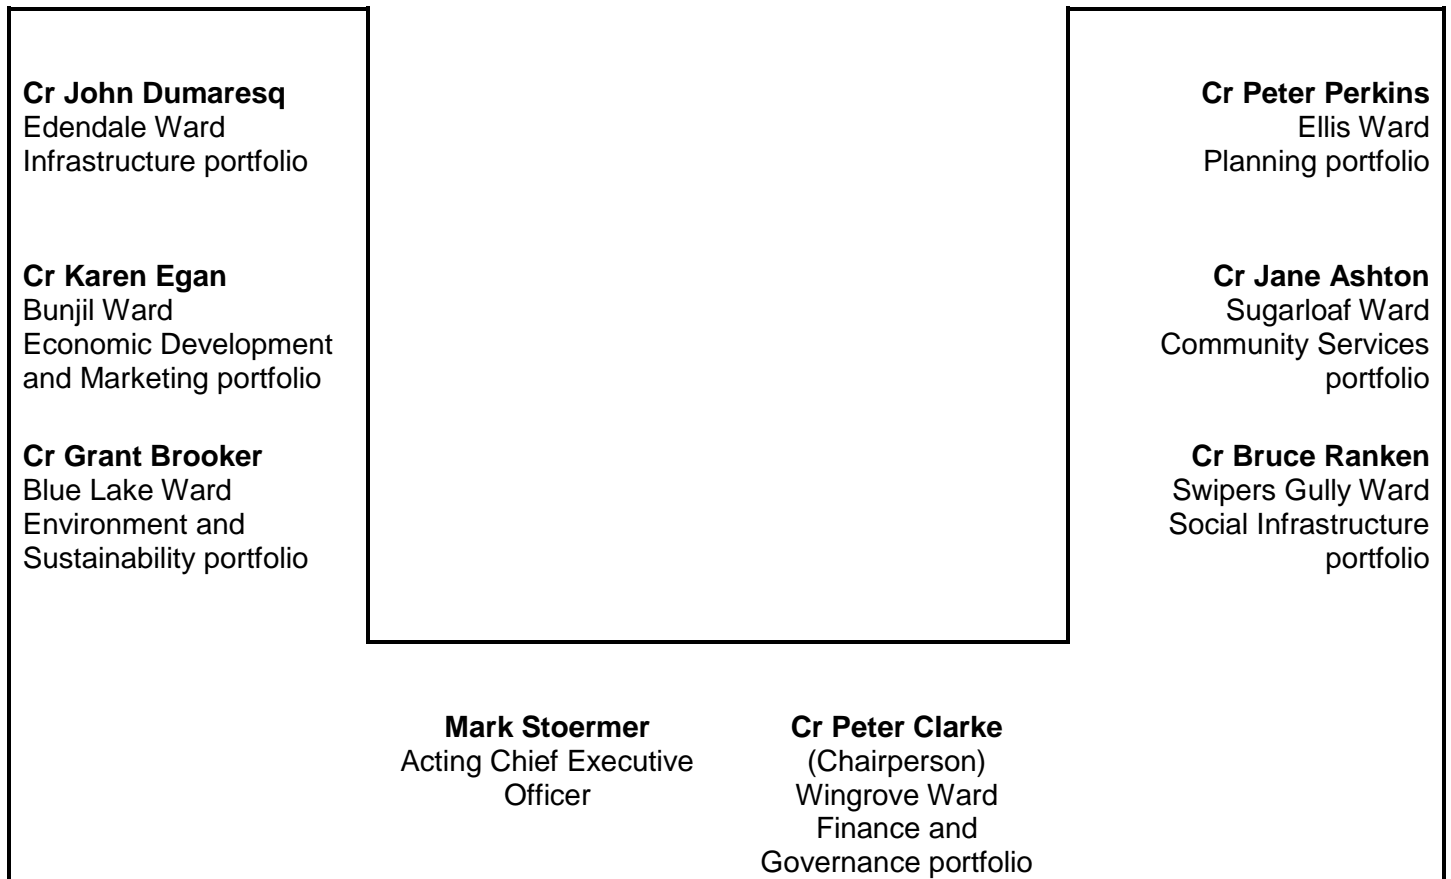 Cr John Dumaresq
Edendale Ward
Infrastructure portfolio
Cr Karen Egan
Bunjil Ward
Economic Development
and Marketing portfolio
Cr Grant Brooker
Blue Lake Ward
Environment and
Sustainability portfolio
Cr Peter Perkins
Ellis Ward
Planning portfolio
Cr Jane Ashton
Sugarloaf Ward
Community Services
portfolio
Cr Bruce Ranken
Swipers Gully Ward
Social Infrastructure
portfolio
Mark Stoermer
Acting Chief Executive
Officer
Cr Peter Clarke
(Chairperson)
Wingrove Ward
Finance and
Governance portfolio